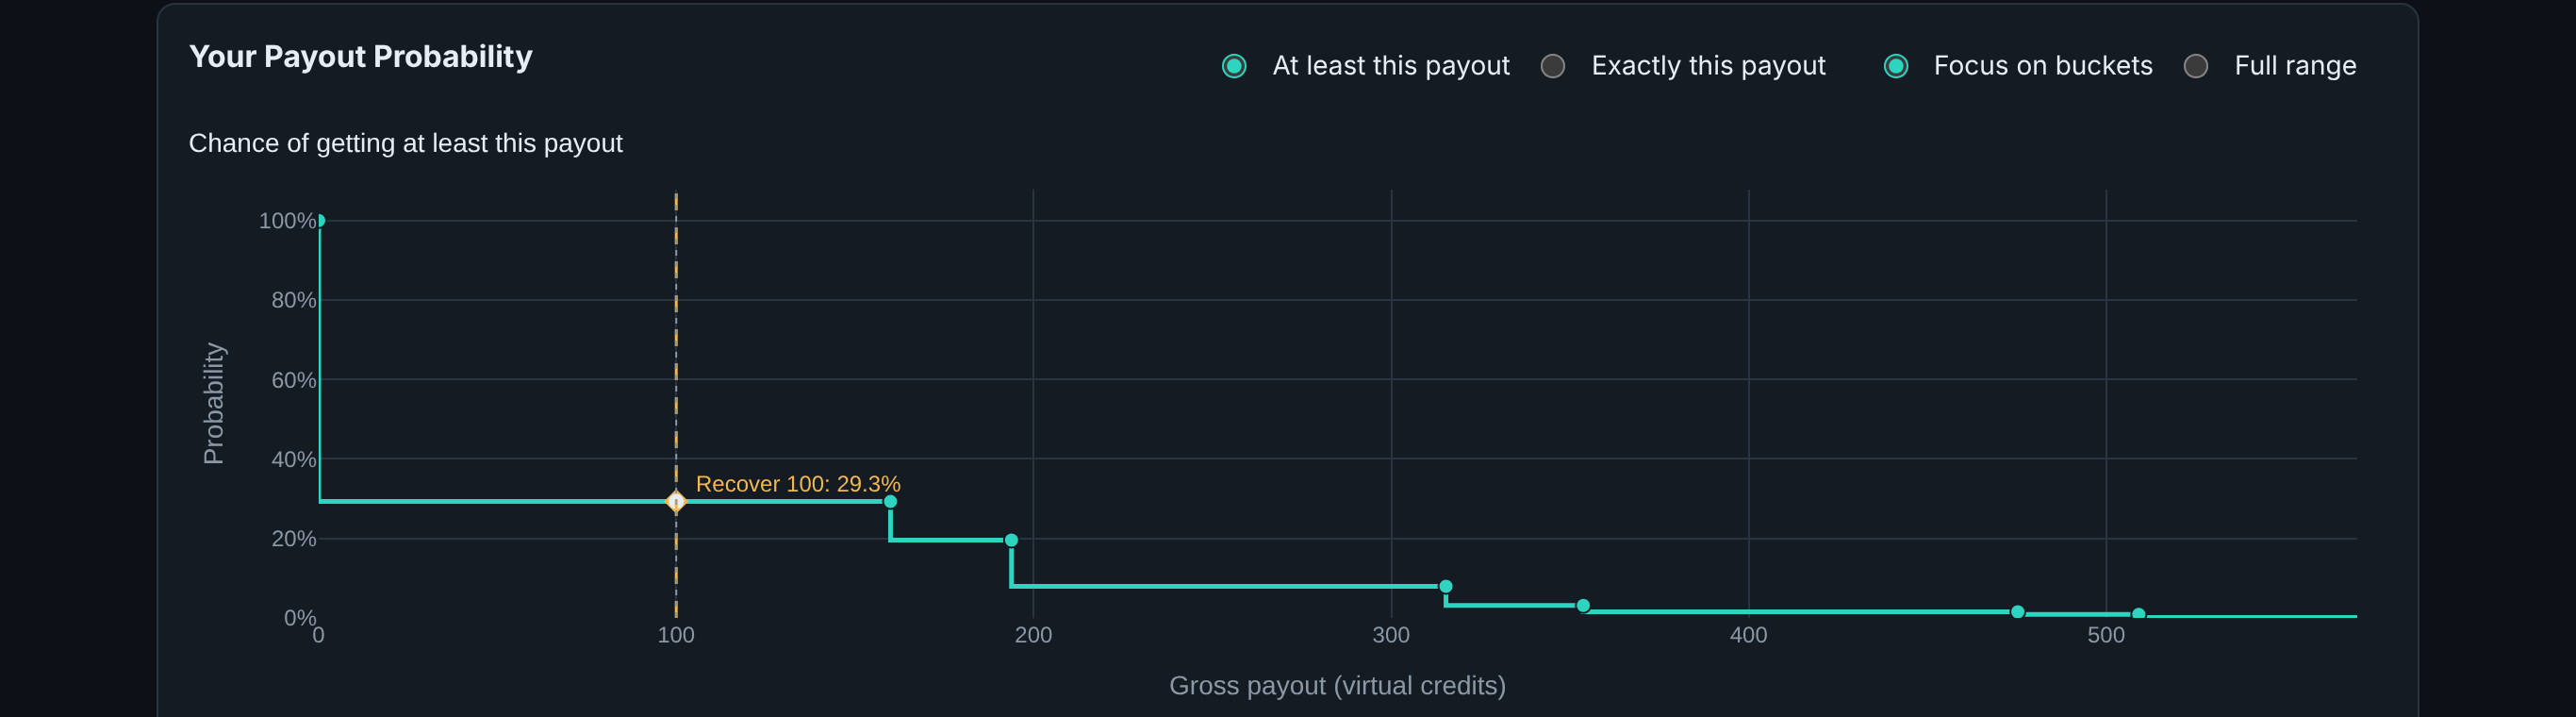 Your Payout Probability
At least this payout
Exactly this payout
Focus on buckets
Full range
Chance of getting at least this payout
100%
80%
60%
40%
20%
0%
Probability
Recover 100: 29.3%
0
100
200
300
400
500
Gross payout (virtual credits)